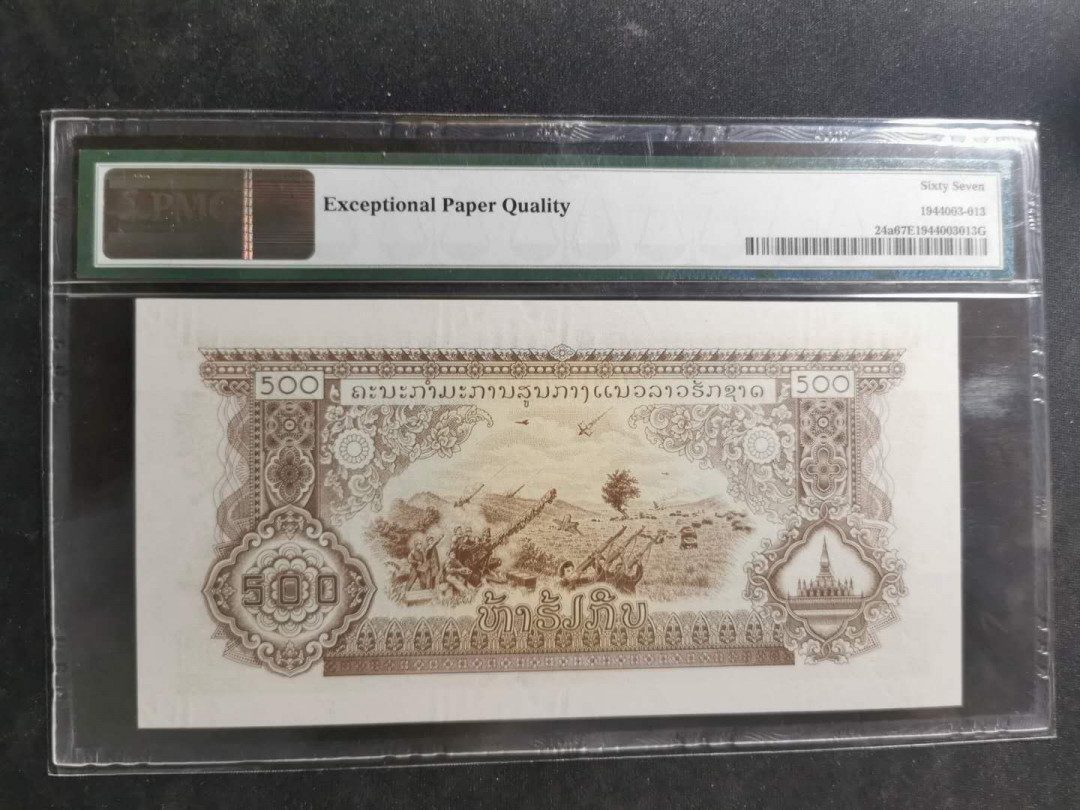 PMG
Exceptional Paper Quality
Sixty Seven
1944003-013
24a67E1944003013G
500
ຄະນະກຳມະການສູນກາງແນວລາວຮັກຊາດ
500
500
ຫ້າຮ້ຽກີບ